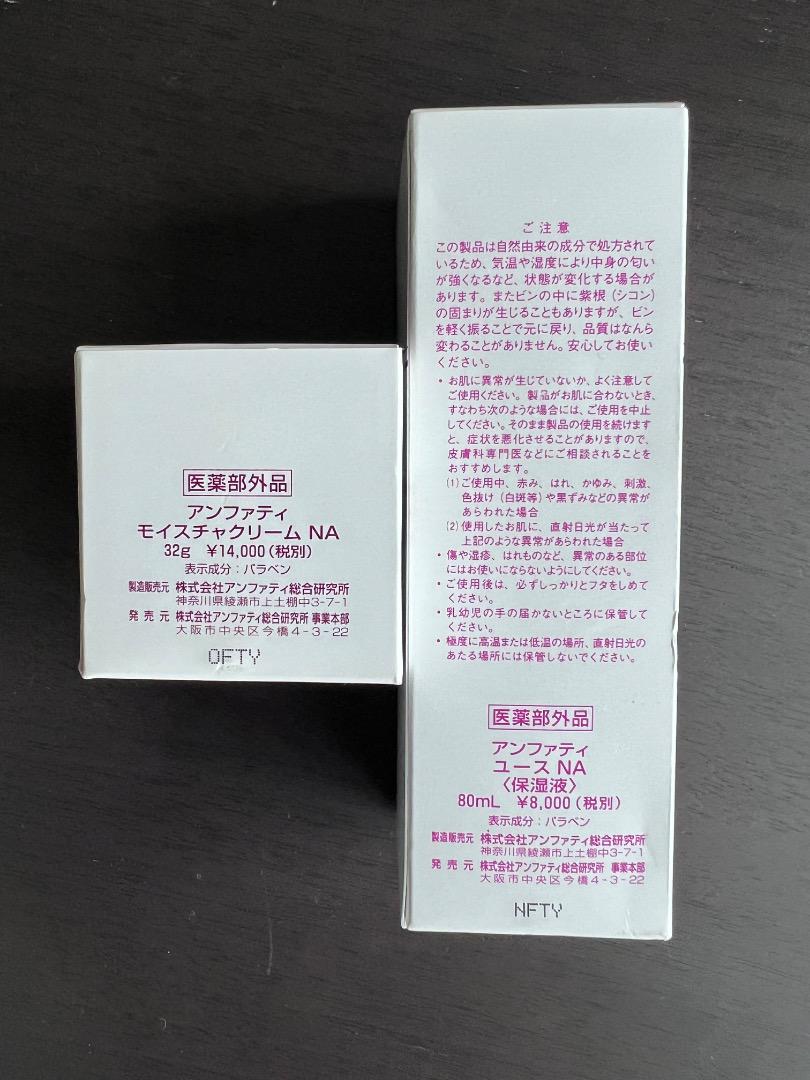 医薬部外品
アンファティ
モイスチャクリーム NA
32g ¥14,000(税別)
表示成分:パラベン
製造販売元 株式会社アンファティ総合研究所
神奈川県綾瀬市上土棚中3-7-1
発売元 株式会社アンファティ総合研究所 事業本部
大阪市中央区今橋4-3-22
OFTY
ご注意
この製品は自然由来の成分で処方されて
いるため、気温や湿度により中身の匂い
が強くなるなど、状態が変化する場合が
あります。またビンの中に紫根(シコン)
の固まりが生じることもありますが、ビン
を軽く振ることで元に戻り、品質はなんら
変わることがありません。安心してお使い
ください。
・お肌に異常が生じていないか、よく注意して
ご使用ください。製品がお肌に合わないとき、
すなわち次のような場合には、ご使用を中止
してください。そのまま製品の使用を続けます
と、症状を悪化させることがありますので、
皮膚科専門医などにご相談されることを
おすすめします。
(1)ご使用中、赤み、はれ、かゆみ、刺激、
色抜け(白斑等)や黒ずみなどの異常が
あらわれた場合
(2)使用したお肌に、直射日光が当たって
上記のような異常があらわれた場合
・傷や湿疹、はれものなど、異常のある部位
にはお使いにならないようにしてください。
・ご使用後は、必ずしっかりとフタをしめて
ください。
・乳幼児の手の届かないところに保管して
ください。
・極度に高温または低温の場所、直射日光の
あたる場所には保管しないでください。
医薬部外品
アンファティ
ユース NA
〈保湿液〉
80mL ¥8,000(税別)
表示成分:パラベン
製造販売元 株式会社アンファティ総合研究所
神奈川県綾瀬市上土棚中3-7-1
発売元 株式会社アンファティ総合研究所 事業本部
大阪市中央区今橋4-3-22
NFTY